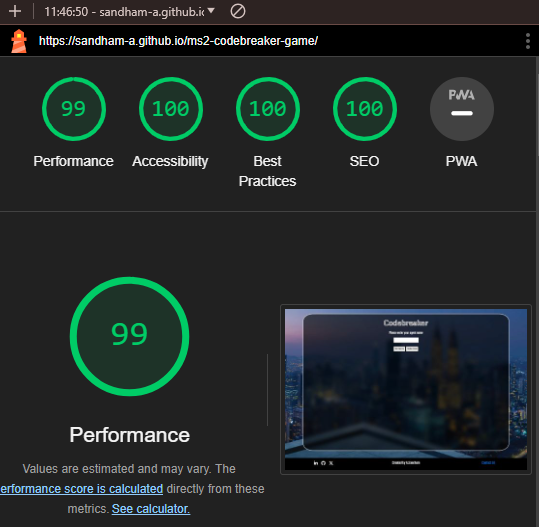 11:46:50 - sandham-a.github.i
https://sandham-a.github.io/ms2-codebreaker-game/
99
100
100
100
PWA
Performance
Accessibility
Best
Practices
SEO
PWA
99
Codebreaker
Performance
Values are estimated and may vary. The
erformance score is calculated directly from these
metrics. See calculator.